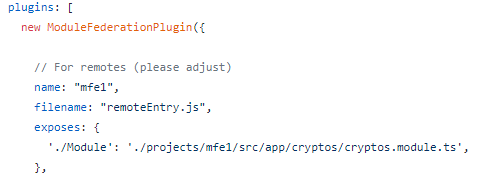 plugins: [
new ModuleFederationPlugin({
// For remotes (please adjust)
name: "mfe1",
filename: "remoteEntry.js",
exposes: {
'./Module': './projects/mfe1/src/app/cryptos/cryptos.module.ts',
},